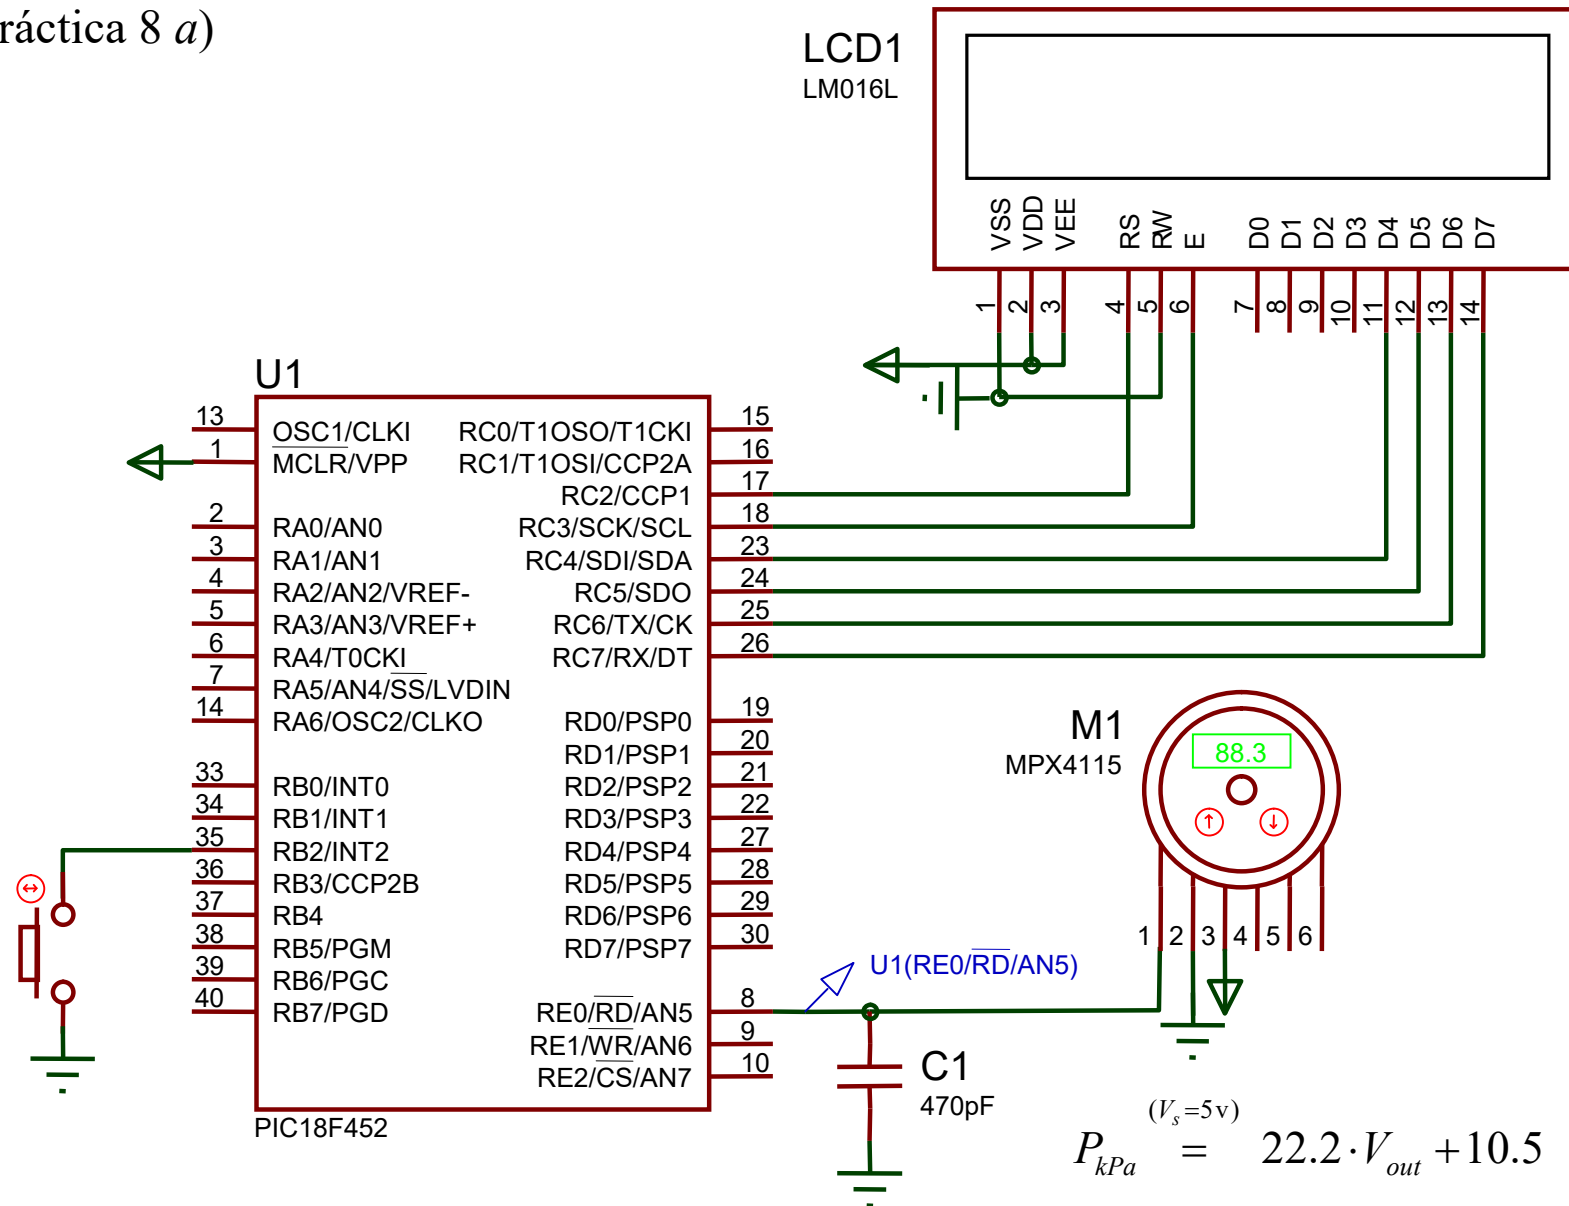 ráctica 8 a)
LCD1
LM016L
VSS
VDD
VEE
RS
RW
E
D0
D1
D2
D3
D4
D5
D6
D7
1
2
3
4
5
6
7
8
9
10
11
12
13
14
U1
13 OSC1/CLKI
1 MCLR/VPP
2 RA0/AN0
3 RA1/AN1
4 RA2/AN2/VREF-
5 RA3/AN3/VREF+
6 RA4/T0CKI
7 RA5/AN4/SS/LVDIN
14 RA6/OSC2/CLKO
33 RB0/INT0
34 RB1/INT1
35 RB2/INT2
36 RB3/CCP2B
37 RB4
38 RB5/PGM
39 RB6/PGC
40 RB7/PGD
RC0/T1OSO/T1CKI 15
RC1/T1OSI/CCP2A 16
RC2/CCP1 17
RC3/SCK/SCL 18
RC4/SDI/SDA 23
RC5/SDO 24
RC6/TX/CK 25
RC7/RX/DT 26
RD0/PSP0 19
RD1/PSP1 20
RD2/PSP2 21
RD3/PSP3 22
RD4/PSP4 27
RD5/PSP5 28
RD6/PSP6 29
RD7/PSP7 30
RE0/RD/AN5 8
RE1/WR/AN6 9
RE2/CS/AN7 10
PIC18F452
M1
MPX4115
88.3
1 2 3 4 5 6
U1(RE0/RD/AN5)
C1
470pF
(Vs=5v)
PkPa = 22.2·Vout+10.5